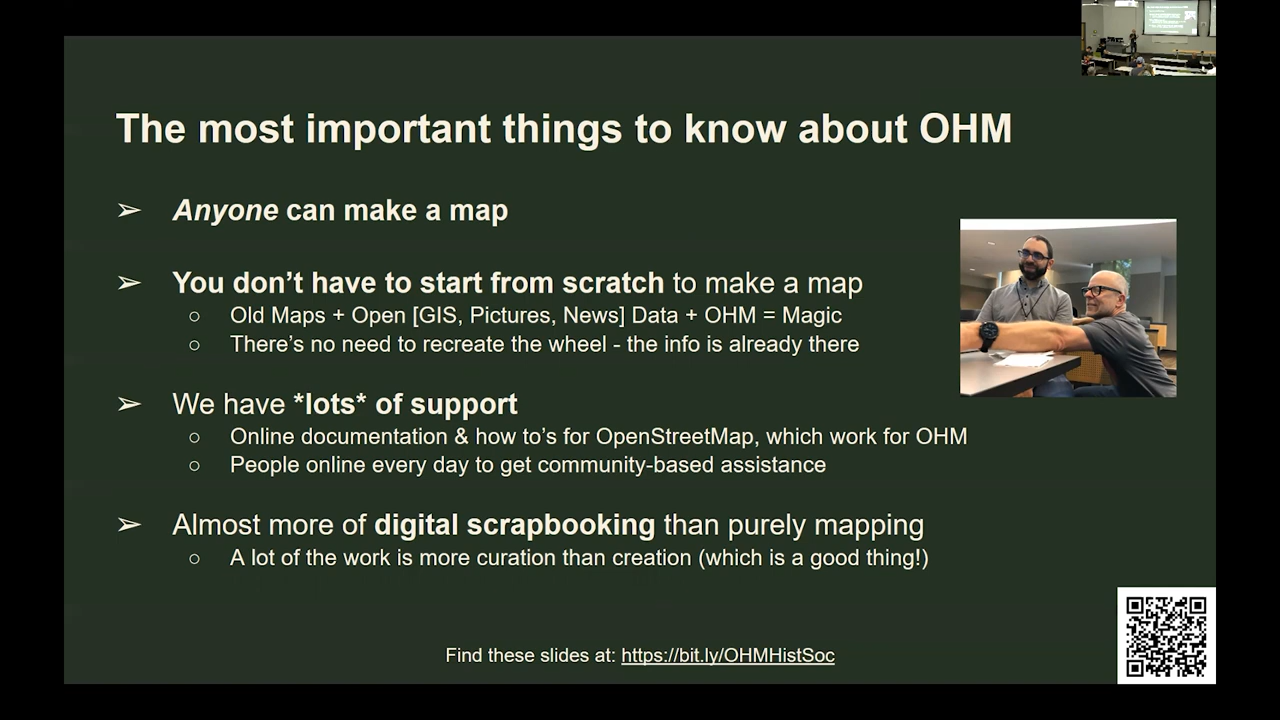 The most important things to know about OHM
➢ Anyone can make a map
➢ You don’t have to start from scratch to make a map
○ Old Maps + Open [GIS, Pictures, News] Data + OHM = Magic
○ There’s no need to recreate the wheel - the info is already there
➢ We have *lots* of support
○ Online documentation & how to’s for OpenStreetMap, which work for OHM
○ People online every day to get community-based assistance
➢ Almost more of digital scrapbooking than purely mapping
○ A lot of the work is more curation than creation (which is a good thing!)
Find these slides at: https://bit.ly/OHMHistSoc